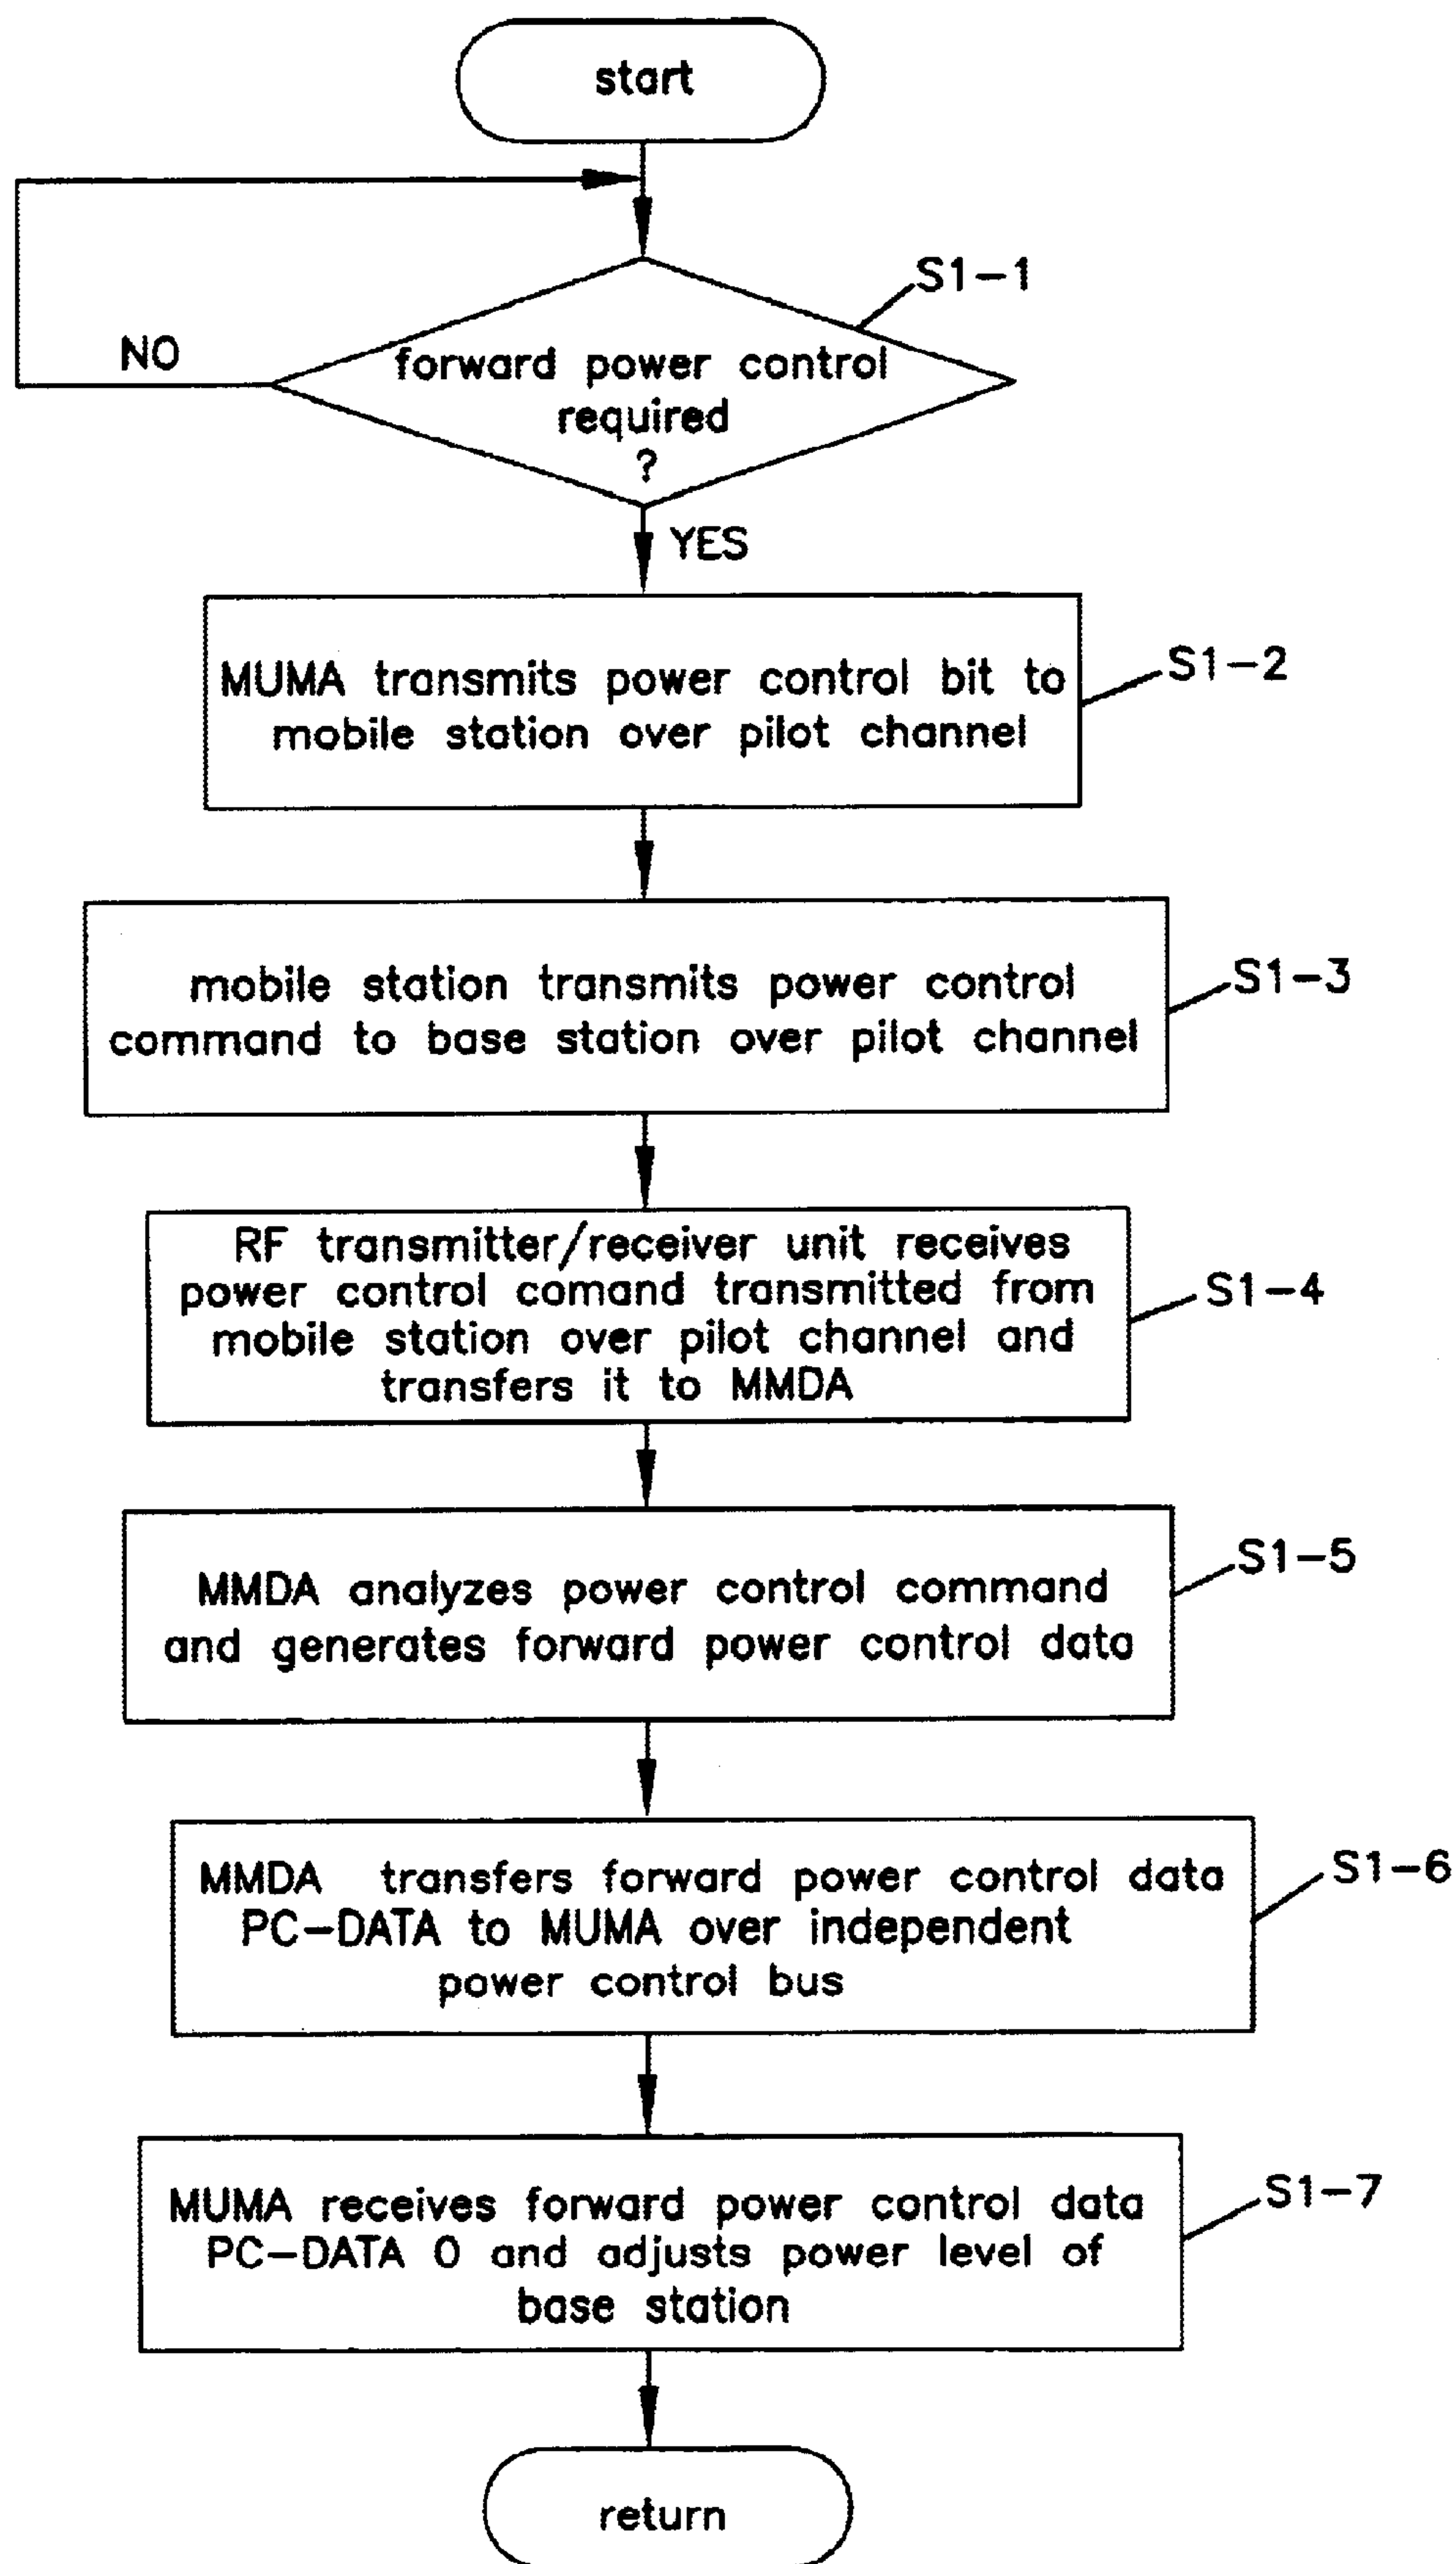 start
S1-1
NO
forward power control
required
?
YES
MUMA transmits power control bit to
mobile station over pilot channel
S1-2
mobile station transmits power control
command to base station over pilot channel
S1-3
RF transmitter/receiver unit receives
power control comand transmitted from
mobile station over pilot channel and
transfers it to MMDA
S1-4
MMDA analyzes power control command
and generates forward power control data
S1-5
MMDA transfers forward power control data
PC-DATA to MUMA over independent
power control bus
S1-6
MUMA receives forward power control data
PC-DATA 0 and adjusts power level of
base station
S1-7
return